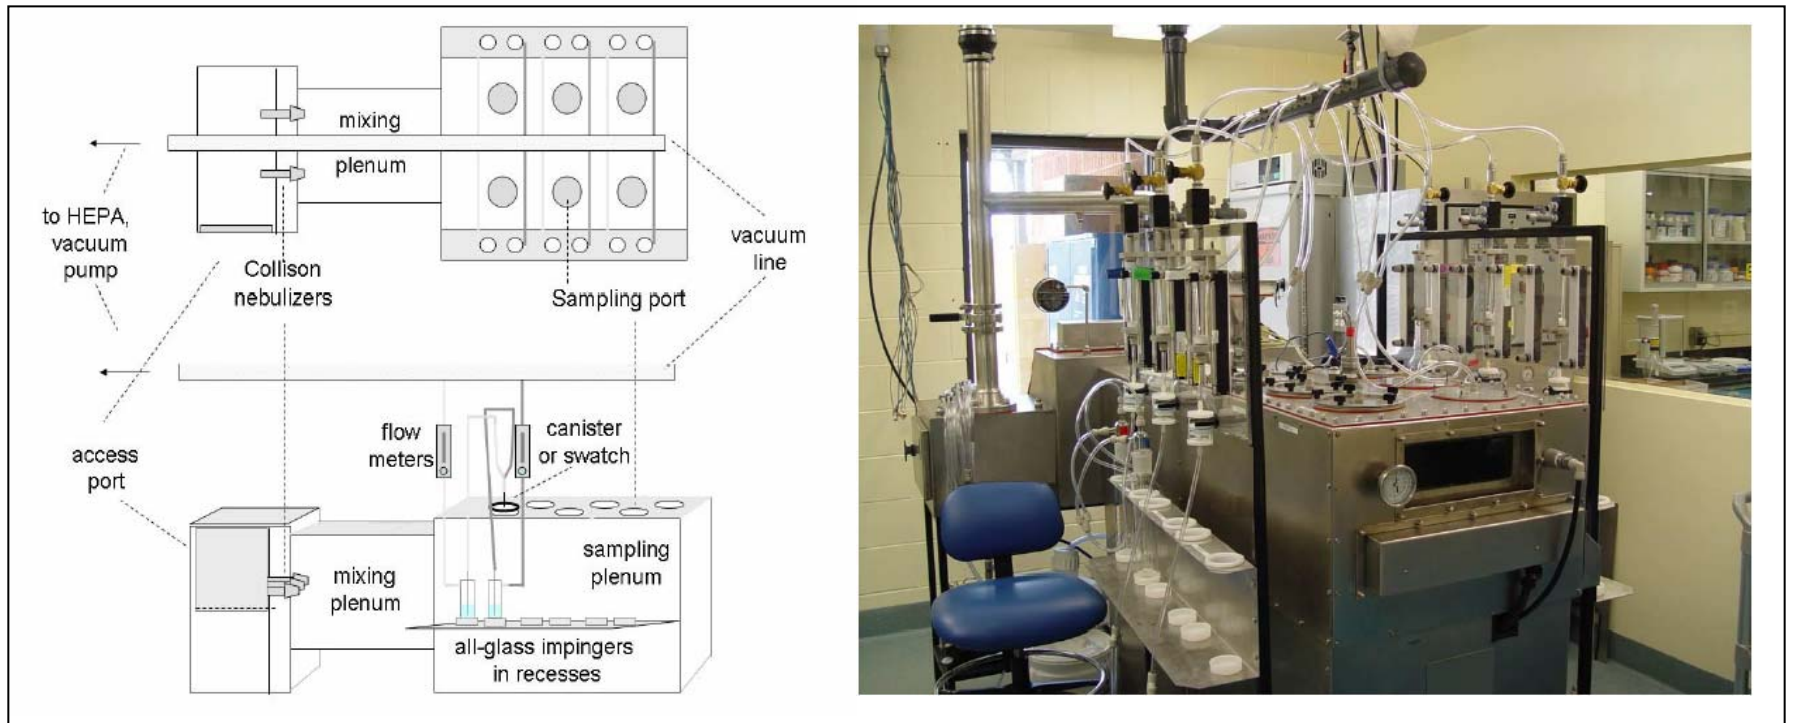 mixing
plenum
to HEPA,
vacuum
pump
Collison
nebulizers
Sampling port
vacuum
line
flow
meters
canister
or swatch
access
port
mixing
plenum
sampling
plenum
all-glass impingers
in recesses